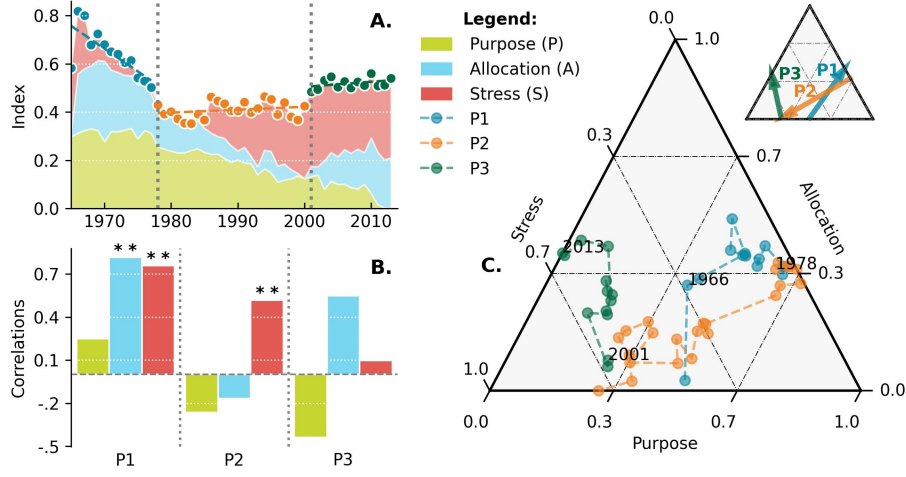 A.
0.8
0.6
0.4
0.2
0.0
Index
1970
1980
1990
2000
2010
Legend:
Purpose (P)
Allocation (A)
Stress (S)
P1
P2
P3
B.
**
**
**
0.7
0.4
0.1
-.2
-.5
Correlations
P1
P2
P3
C.
0.0
1.0
0.3
0.7
0.7
0.3
1.0
0.0
0.0
0.3
0.7
1.0
Stress
Allocation
Purpose
2013
1966
1978
2001
P3
P1
P2